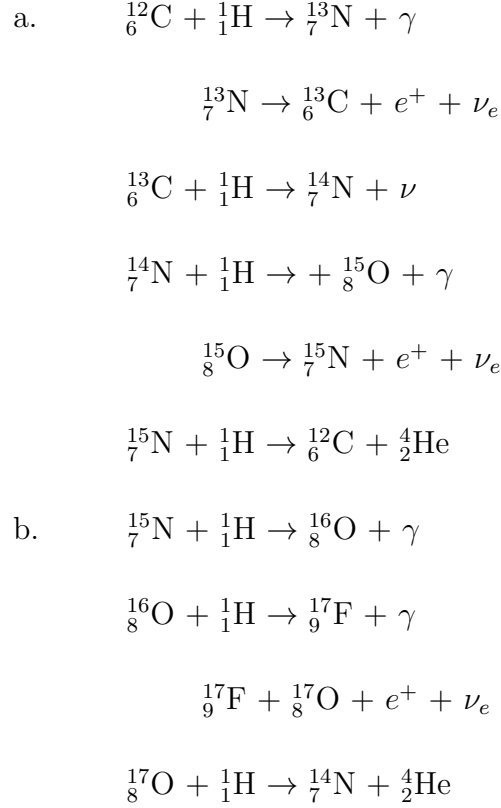 a. ¹²₆C + ¹₁H → ¹³₇N + γ
¹³₇N → ¹³₆C + e⁺ + νₑ
¹³₆C + ¹₁H → ¹⁴₇N + ν
¹⁴₇N + ¹₁H → + ¹⁵₈O + γ
¹⁵₈O → ¹⁵₇N + e⁺ + νₑ
¹⁵₇N + ¹₁H → ¹²₆C + ⁴₂He
b. ¹⁵₇N + ¹₁H → ¹⁶₈O + γ
¹⁶₈O + ¹₁H → ¹⁷₉F + γ
¹⁷₉F + ¹⁷₈O + e⁺ + νₑ
¹⁷₈O + ¹₁H → ¹⁴₇N + ⁴₂He